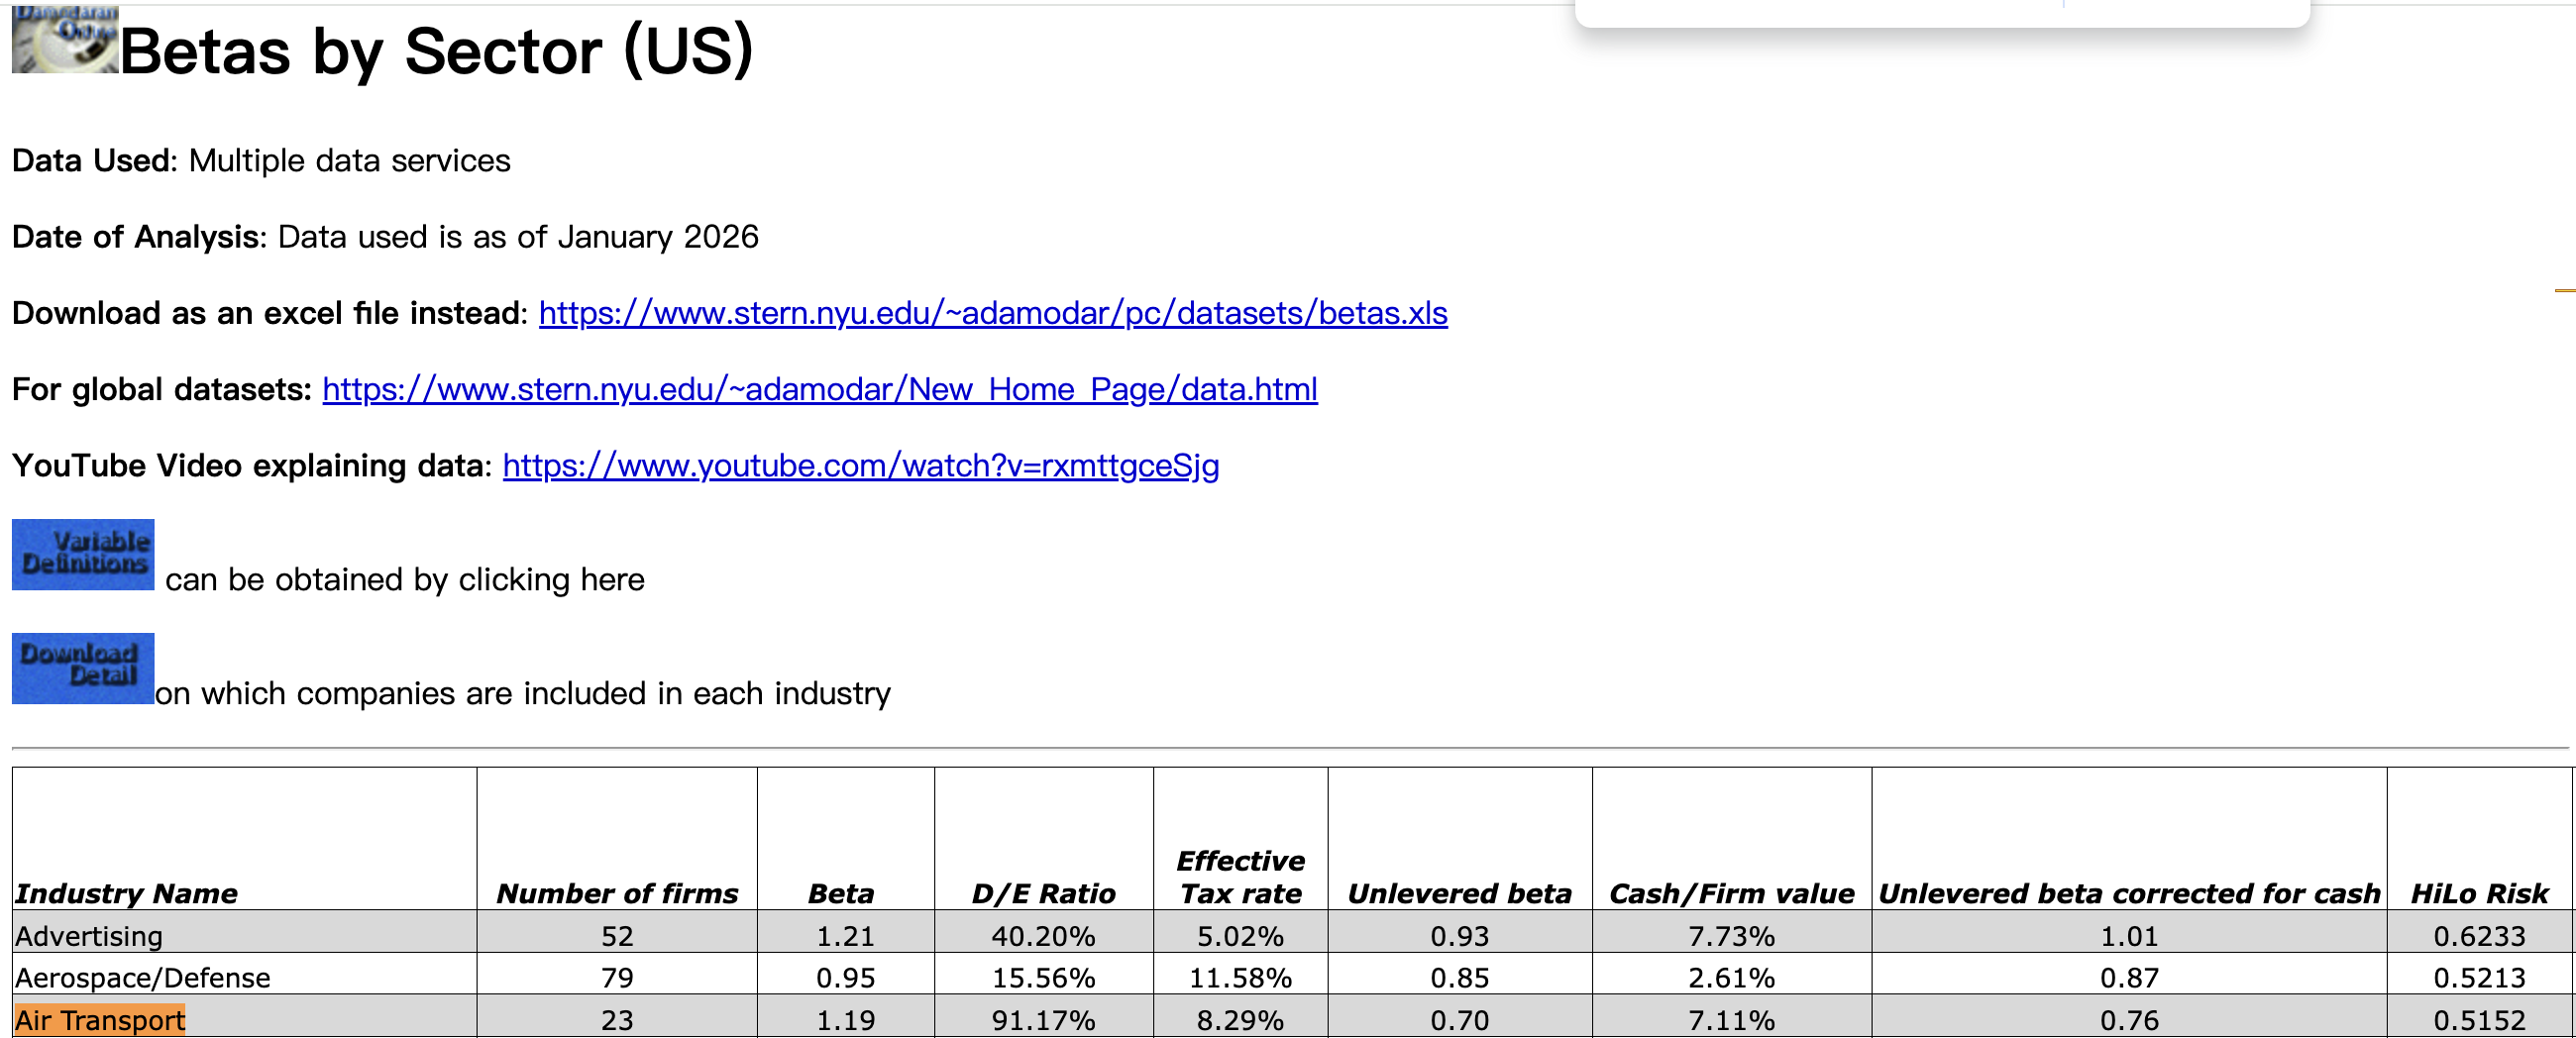 Damodaran
Online
Betas by Sector (US)
Data Used: Multiple data services
Date of Analysis: Data used is as of January 2026
Download as an excel file instead: https://www.stern.nyu.edu/~adamodar/pc/datasets/betas.xls
For global datasets: https://www.stern.nyu.edu/~adamodar/New_Home_Page/data.html
YouTube Video explaining data: https://www.youtube.com/watch?v=rxmttgceSjg
Variable
Definitions can be obtained by clicking here
Download
Detail on which companies are included in each industry
Industry Name Number of firms Beta D/E Ratio Effective Tax rate Unlevered beta Cash/Firm value Unlevered beta corrected for cash HiLo Risk
Advertising 52 1.21 40.20% 5.02% 0.93 7.73% 1.01 0.6233
Aerospace/Defense 79 0.95 15.56% 11.58% 0.85 2.61% 0.87 0.5213
Air Transport 23 1.19 91.17% 8.29% 0.70 7.11% 0.76 0.5152